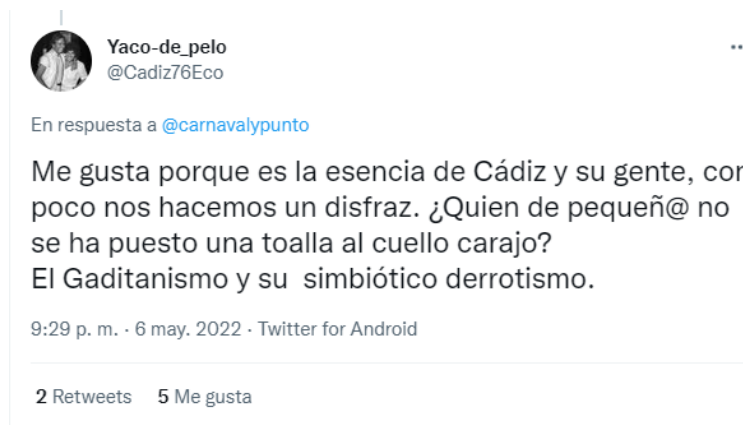 Yaco-de_pelo
@Cadiz76Eco
En respuesta a @carnavalypunto
Me gusta porque es la esencia de Cádiz y su gente, con
poco nos hacemos un disfraz. ¿Quien de pequeñ@ no
se ha puesto una toalla al cuello carajo?
El Gaditanismo y su  simbiótico derrotismo.
9:29 p. m. · 6 may. 2022 · Twitter for Android
2 Retweets 5 Me gusta